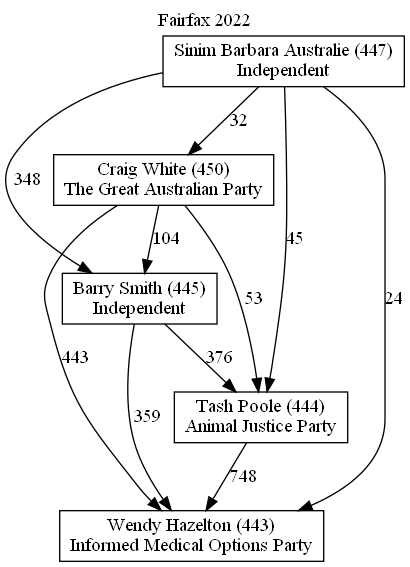 Fairfax 2022
Sinim Barbara Australie (447)
Independent
32
Craig White (450)
The Great Australian Party
348
104
45
Barry Smith (445)
Independent
53
24
443
376
359
Tash Poole (444)
Animal Justice Party
748
Wendy Hazelton (443)
Informed Medical Options Party